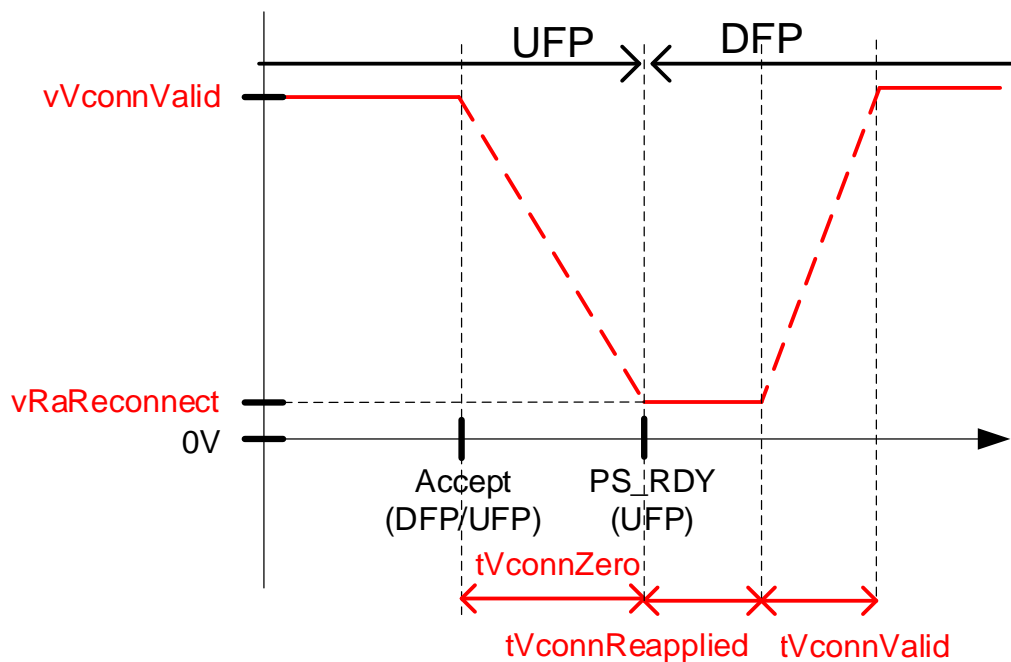 UFP
DFP
vVconnValid
vRaReconnect
0V
Accept
(DFP/UFP)
PS_RDY
(UFP)
tVconnZero
tVconnReapplied
tVconnValid